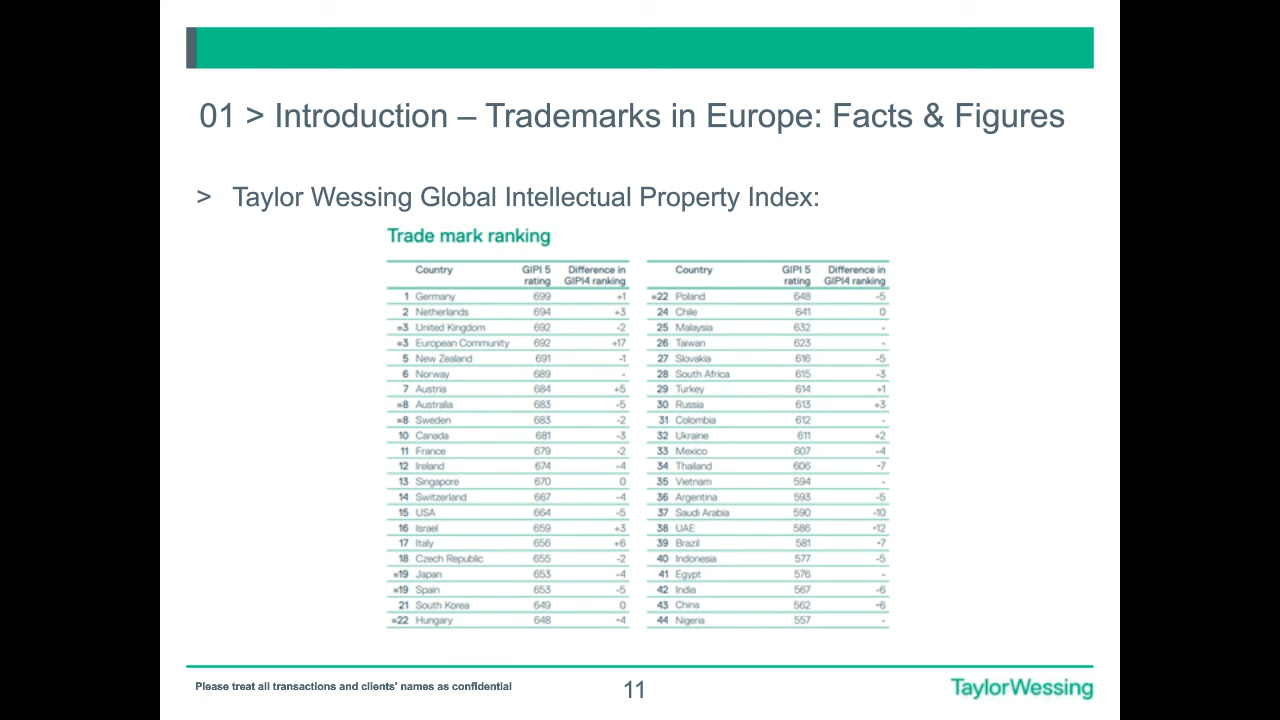 01 > Introduction – Trademarks in Europe: Facts & Figures
> Taylor Wessing Global Intellectual Property Index:
Trade mark ranking
Country GIPI 5 rating Difference in GIPI4 ranking
1 Germany 699 +1
2 Netherlands 694 +3
=3 United Kingdom 692 -2
=3 European Community 692 +17
5 New Zealand 691 -1
6 Norway 689 -
7 Austria 684 +5
=8 Australia 683 -5
=8 Sweden 683 -2
10 Canada 681 -3
11 France 679 -2
12 Ireland 674 -4
13 Singapore 670 0
14 Switzerland 667 -4
15 USA 664 -5
16 Israel 659 +3
17 Italy 656 +6
18 Czech Republic 655 -2
=19 Japan 653 -4
=19 Spain 653 -5
21 South Korea 649 0
=22 Hungary 648 -4
Country GIPI 5 rating Difference in GIPI4 ranking
=22 Poland 648 -5
24 Chile 641 0
25 Malaysia 632 -
26 Taiwan 623 -
27 Slovakia 616 -5
28 South Africa 615 -3
29 Turkey 614 +1
30 Russia 613 +3
31 Colombia 612 -
32 Ukraine 611 +2
33 Mexico 607 -4
34 Thailand 606 -7
35 Vietnam 594 -
36 Argentina 593 -5
37 Saudi Arabia 590 -10
38 UAE 586 -12
39 Brazil 581 -7
40 Indonesia 577 -5
41 Egypt 576 -
42 India 567 -6
43 China 562 -6
44 Nigeria 557 -
Please treat all transactions and clients' names as confidential
11
TaylorWessing